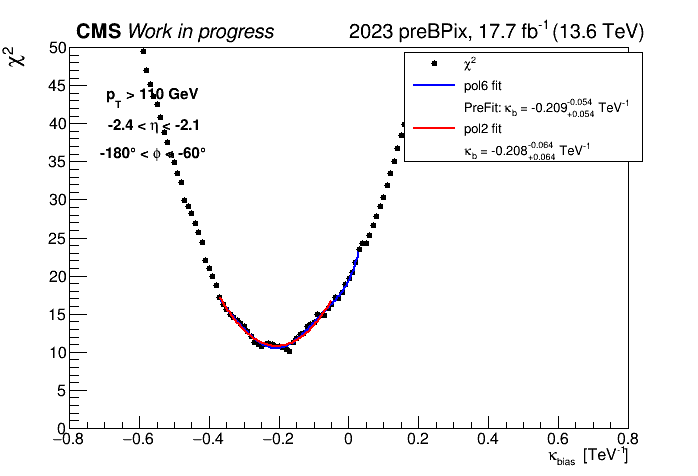 CMS Work in progress 2023 preBPix, 17.7 fb⁻¹ (13.6 TeV)
χ²
50
45
40
35
30
25
20
15
10
5
0
p_T > 110 GeV
-2.4 < η < -2.1
-180° < ϕ < -60°
χ²
pol6 fit
PreFit: κ_b = -0.209 -0.054 +0.054 TeV⁻¹
pol2 fit
κ_b = -0.208 -0.064 +0.064 TeV⁻¹
−0.8 −0.6 −0.4 −0.2 0 0.2 0.4 0.6 0.8
κ_bias [TeV⁻¹]